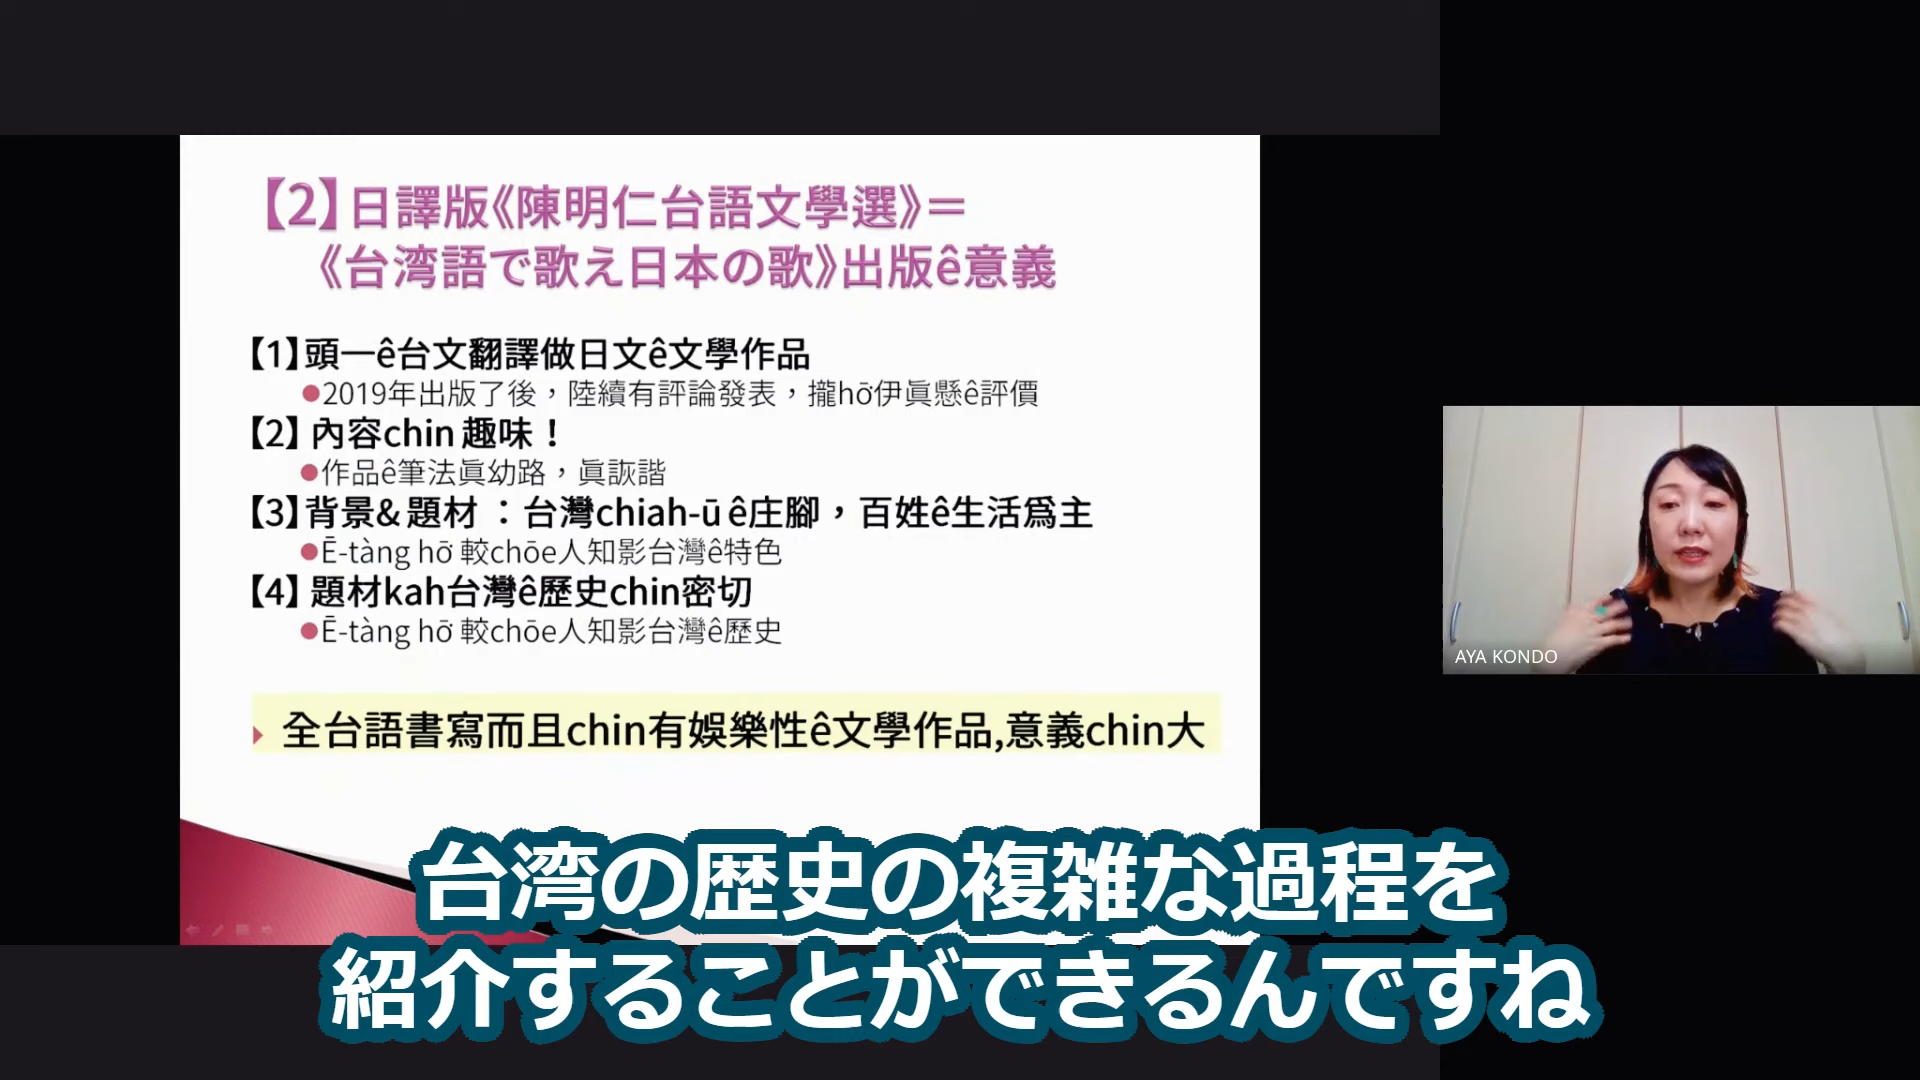 【2】日譯版《陳明仁台語文學選》＝
《台湾語で歌え日本の歌》出版ê意義
【1】頭一ê台文翻譯做日文ê文學作品
●2019年出版了後，陸續有評論發表，攏hō͘伊眞懸ê評價
【2】內容chin趣味！
●作品ê筆法眞幼路，眞詼諧
【3】背景&題材：台灣chiah-ū ê庄腳，百姓ê生活爲主
●Ē-tàng hō͘ 較chōe人知影台灣ê特色
【4】題材kah台灣ê歷史chin密切
●Ē-tàng hō͘ 較chōe人知影台灣ê歷史
全台語書寫而且chin有娛樂性ê文學作品,意義chin大
AYA KONDO
台湾の歴史の複雑な過程を
紹介することができるんですね